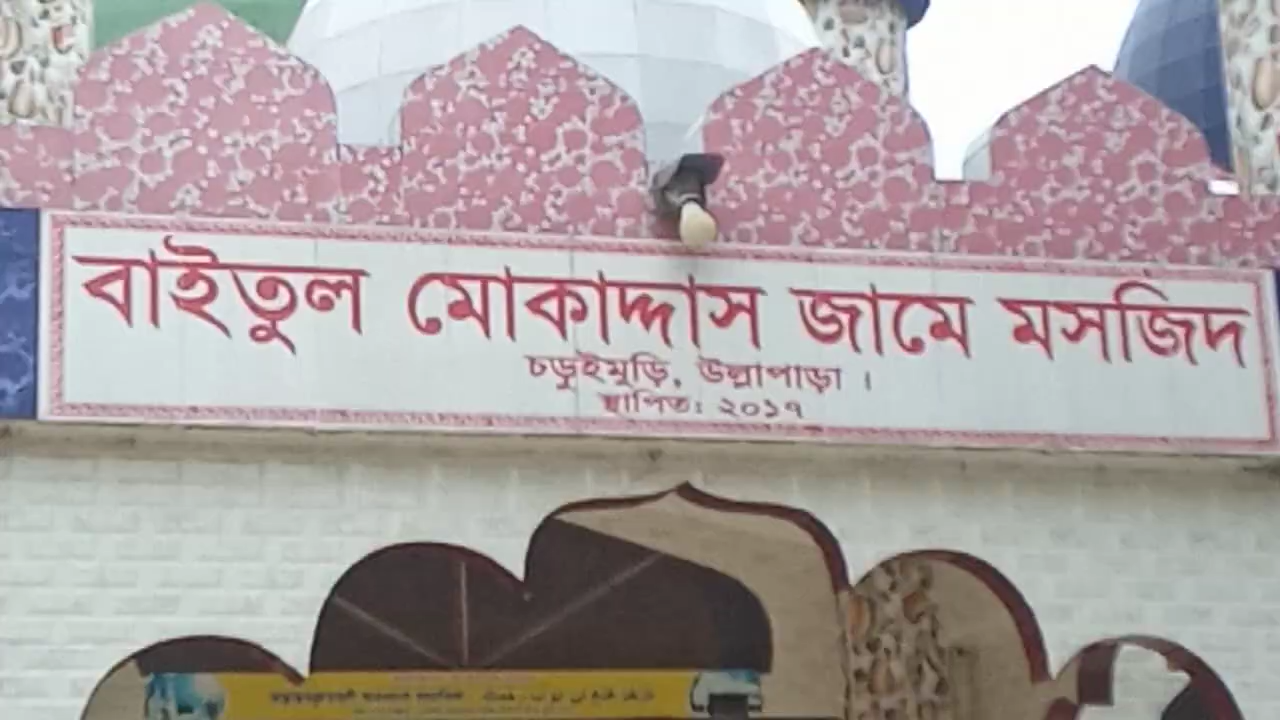 বাইতুল মোকাদ্দাস জামে মসজিদ
চড়ুইমুড়ি, উল্লাপাড়া ।
স্থাপিত: ২০১৭